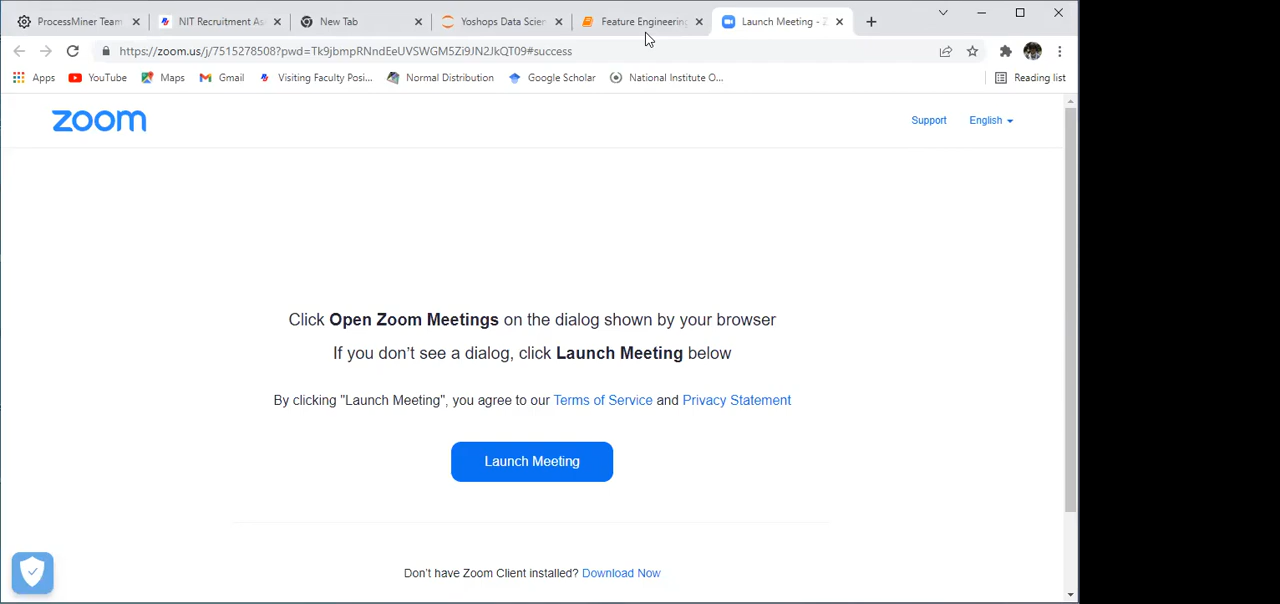 ProcessMiner Team
NIT Recruitment As
New Tab
Yoshops Data Scien
Feature Engineering
Launch Meeting - Z
https://zoom.us/j/7515278508?pwd=Tk9jbmpRNndEeUVSWGM5Zi9JN2JkQT09#success
Apps YouTube Maps Gmail Visiting Faculty Posi... Normal Distribution Google Scholar National Institute O... Reading list
zoom
Support English
Click Open Zoom Meetings on the dialog shown by your browser
If you don't see a dialog, click Launch Meeting below
By clicking "Launch Meeting", you agree to our Terms of Service and Privacy Statement
Launch Meeting
Don't have Zoom Client installed? Download Now